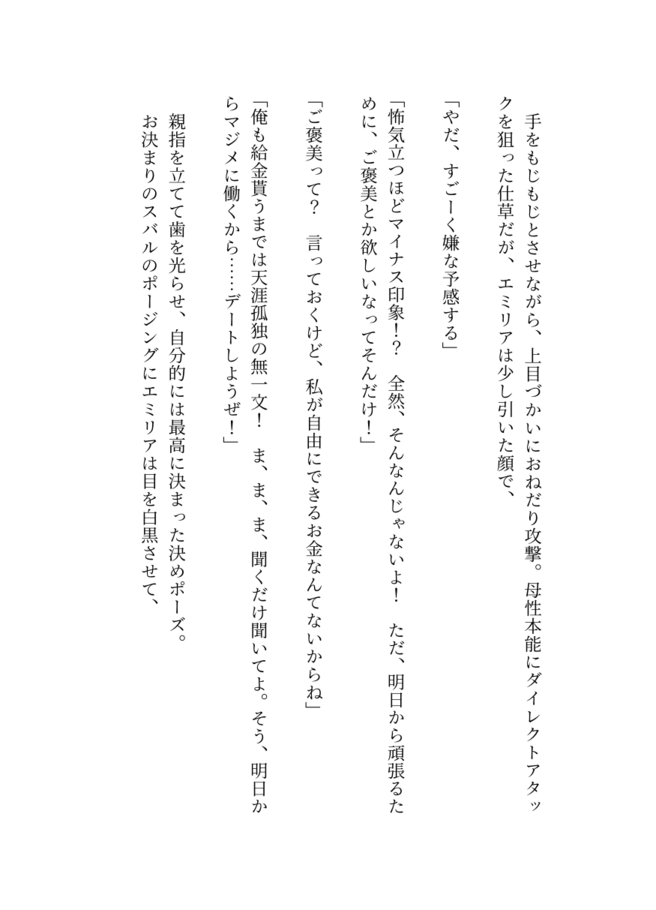 手をもじもじとさせながら、上目づかいにおねだり攻撃。母性本能にダイレクトアタッ
クを狙った仕草だが、エミリアは少し引いた顔で、
「やだ、すごーく嫌な予感する」
「怖気立つほどマイナス印象！？　全然、そんなんじゃないよ！　ただ、明日から頑張るた
めに、ご褒美とか欲しいなってそんだけ！」
「ご褒美って？　言っておくけど、私が自由にできるお金なんてないからね」
「俺も給金貰うまでは天涯孤独の無一文！　ま、ま、ま、聞くだけ聞いてよ。そう、明日か
らマジメに働くから……デートしようぜ！」
　親指を立てて歯を光らせ、自分的には最高に決まった決めポーズ。
　お決まりのスバルのポージングにエミリアは目を白黒させて、